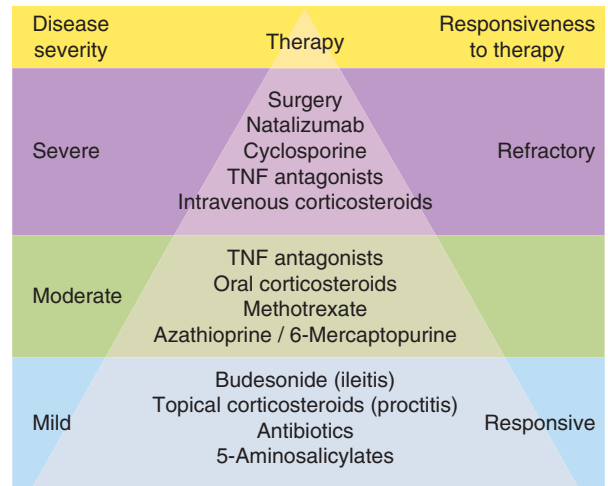 Disease
severity
Therapy
Responsiveness
to therapy
Severe
Surgery
Natalizumab
Cyclosporine
TNF antagonists
Intravenous corticosteroids
Refractory
Moderate
TNF antagonists
Oral corticosteroids
Methotrexate
Azathioprine / 6-Mercaptopurine
Mild
Budesonide (ileitis)
Topical corticosteroids (proctitis)
Antibiotics
5-Aminosalicylates
Responsive